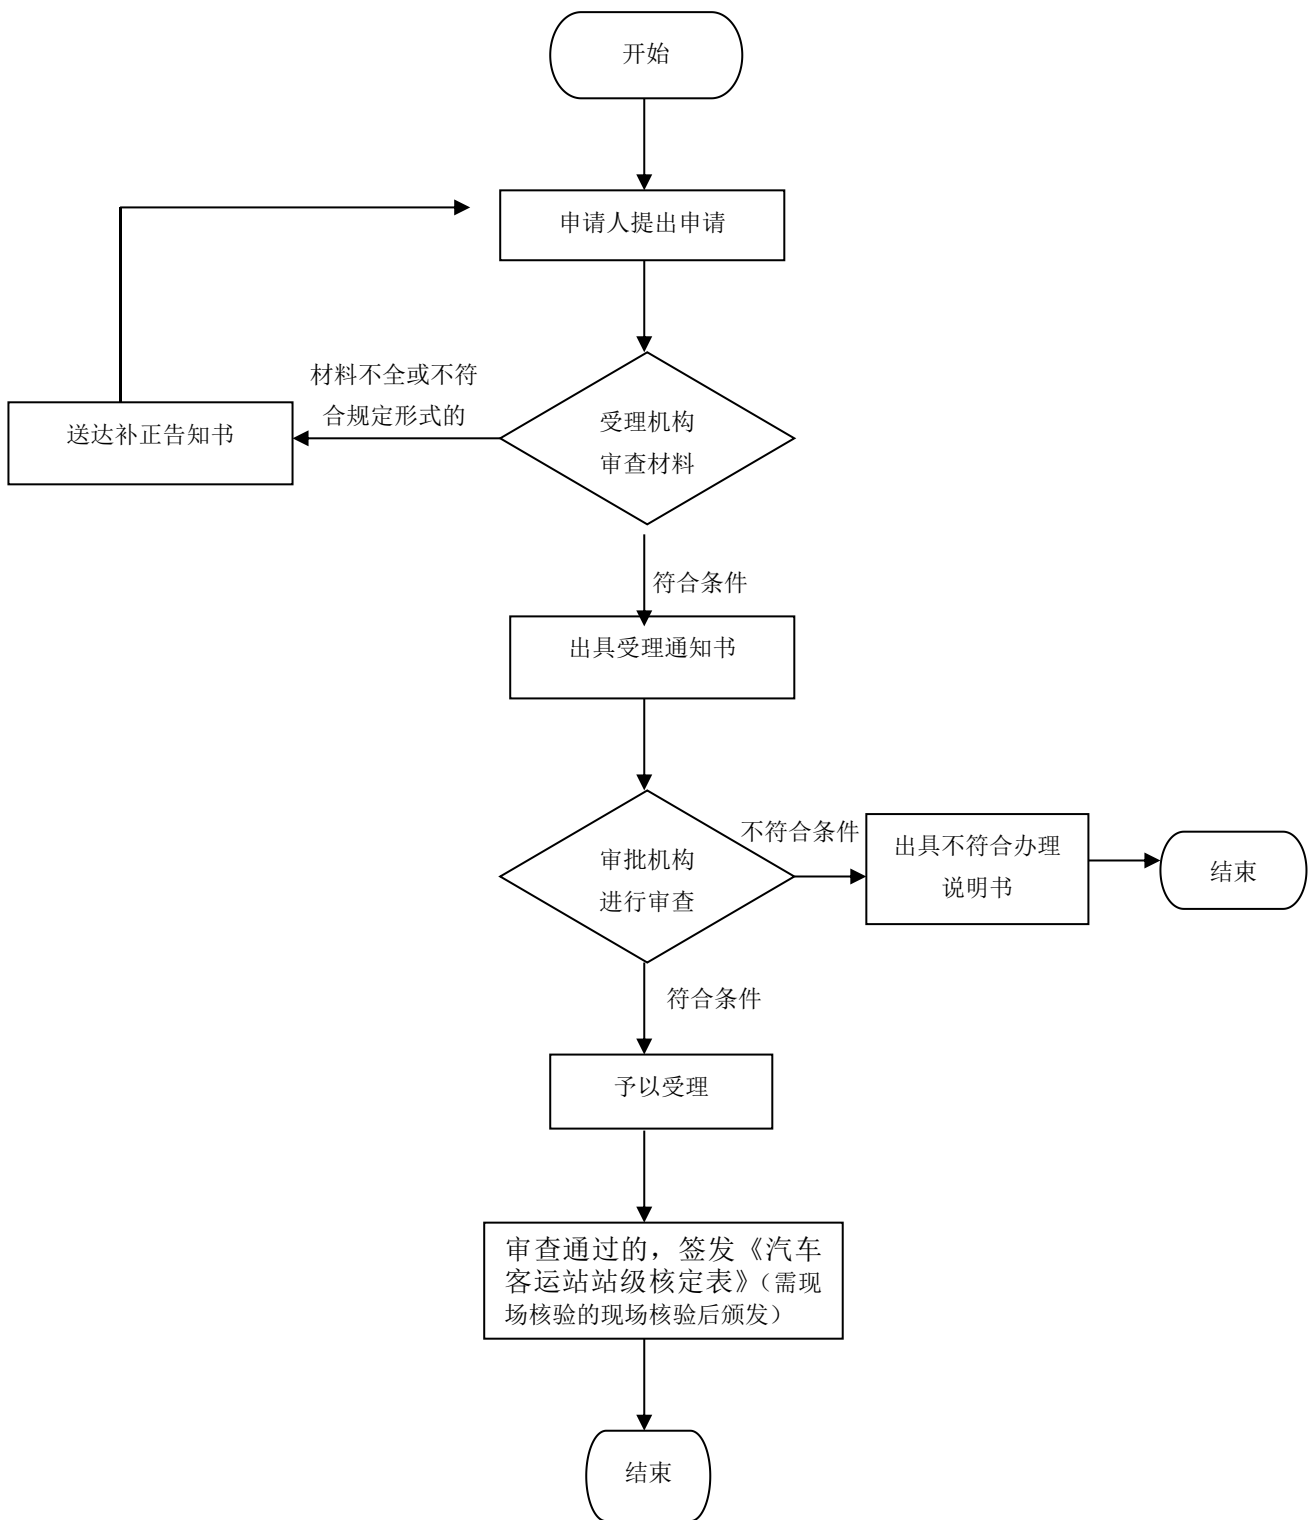 开始
申请人提出申请
材料不全或不符
合规定形式的
送达补正告知书
受理机构
审查材料
符合条件
出具受理通知书
审批机构
进行审查
不符合条件
出具不符合办理
说明书
结束
符合条件
予以受理
审查通过的，签发《汽车
客运站站级核定表》（需现
场核验的现场核验后颁发）
结束